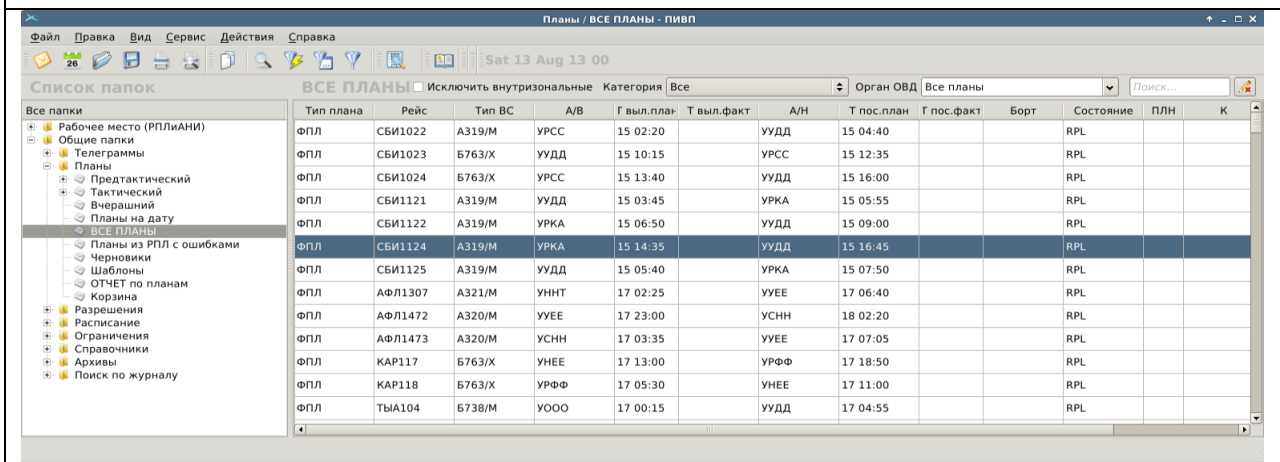 Планы / ВСЕ ПЛАНЫ - ПИВП
Файл Правка Вид Сервис Действия Справка
26 Sat 13 Aug 13 00
Список папок ВСЕ ПЛАНЫ Исключить внутризональные Категория Все Орган ОВД Все планы Поиск...
Все папки
Рабочее место (РПЛиАНИ)
Общие папки
Телеграммы
Планы
Предтактический
Тактический
Вчерашний
Планы на дату
ВСЕ ПЛАНЫ
Планы из РПЛ с ошибками
Черновики
Шаблоны
ОТЧЕТ по планам
Корзина
Разрешения
Расписание
Ограничения
Справочники
Архивы
Поиск по журналу
Тип плана Рейс Тип ВС А/В Т выл.план Т выл.факт А/Н Т пос.план Т пос.факт Борт Состояние ПЛН К
ФПЛ СБИ1022 А319/М УРСС 15 02:20 УУДД 15 04:40 RPL
ФПЛ СБИ1023 Б763/Х УУДД 15 10:15 УРСС 15 12:35 RPL
ФПЛ СБИ1024 Б763/Х УРСС 15 13:40 УУДД 15 16:00 RPL
ФПЛ СБИ1121 А319/М УУДД 15 03:45 УРКА 15 05:55 RPL
ФПЛ СБИ1122 А319/М УРКА 15 06:50 УУДД 15 09:00 RPL
ФПЛ СБИ1124 А319/М УРКА 15 14:35 УУДД 15 16:45 RPL
ФПЛ СБИ1125 А319/М УУДД 15 05:40 УРКА 15 07:50 RPL
ФПЛ АФЛ1307 А321/М УННТ 17 02:25 УУЕЕ 17 06:40 RPL
ФПЛ АФЛ1472 А320/М УУЕЕ 17 23:00 УСНН 18 02:20 RPL
ФПЛ АФЛ1473 А320/М УСНН 17 03:35 УУЕЕ 17 07:05 RPL
ФПЛ КАР117 Б763/Х УНЕЕ 17 13:00 УРФФ 17 18:50 RPL
ФПЛ КАР118 Б763/Х УРФФ 17 05:30 УНЕЕ 17 11:00 RPL
ФПЛ ТЫА104 Б738/М УООО 17 00:15 УУДД 17 04:55 RPL